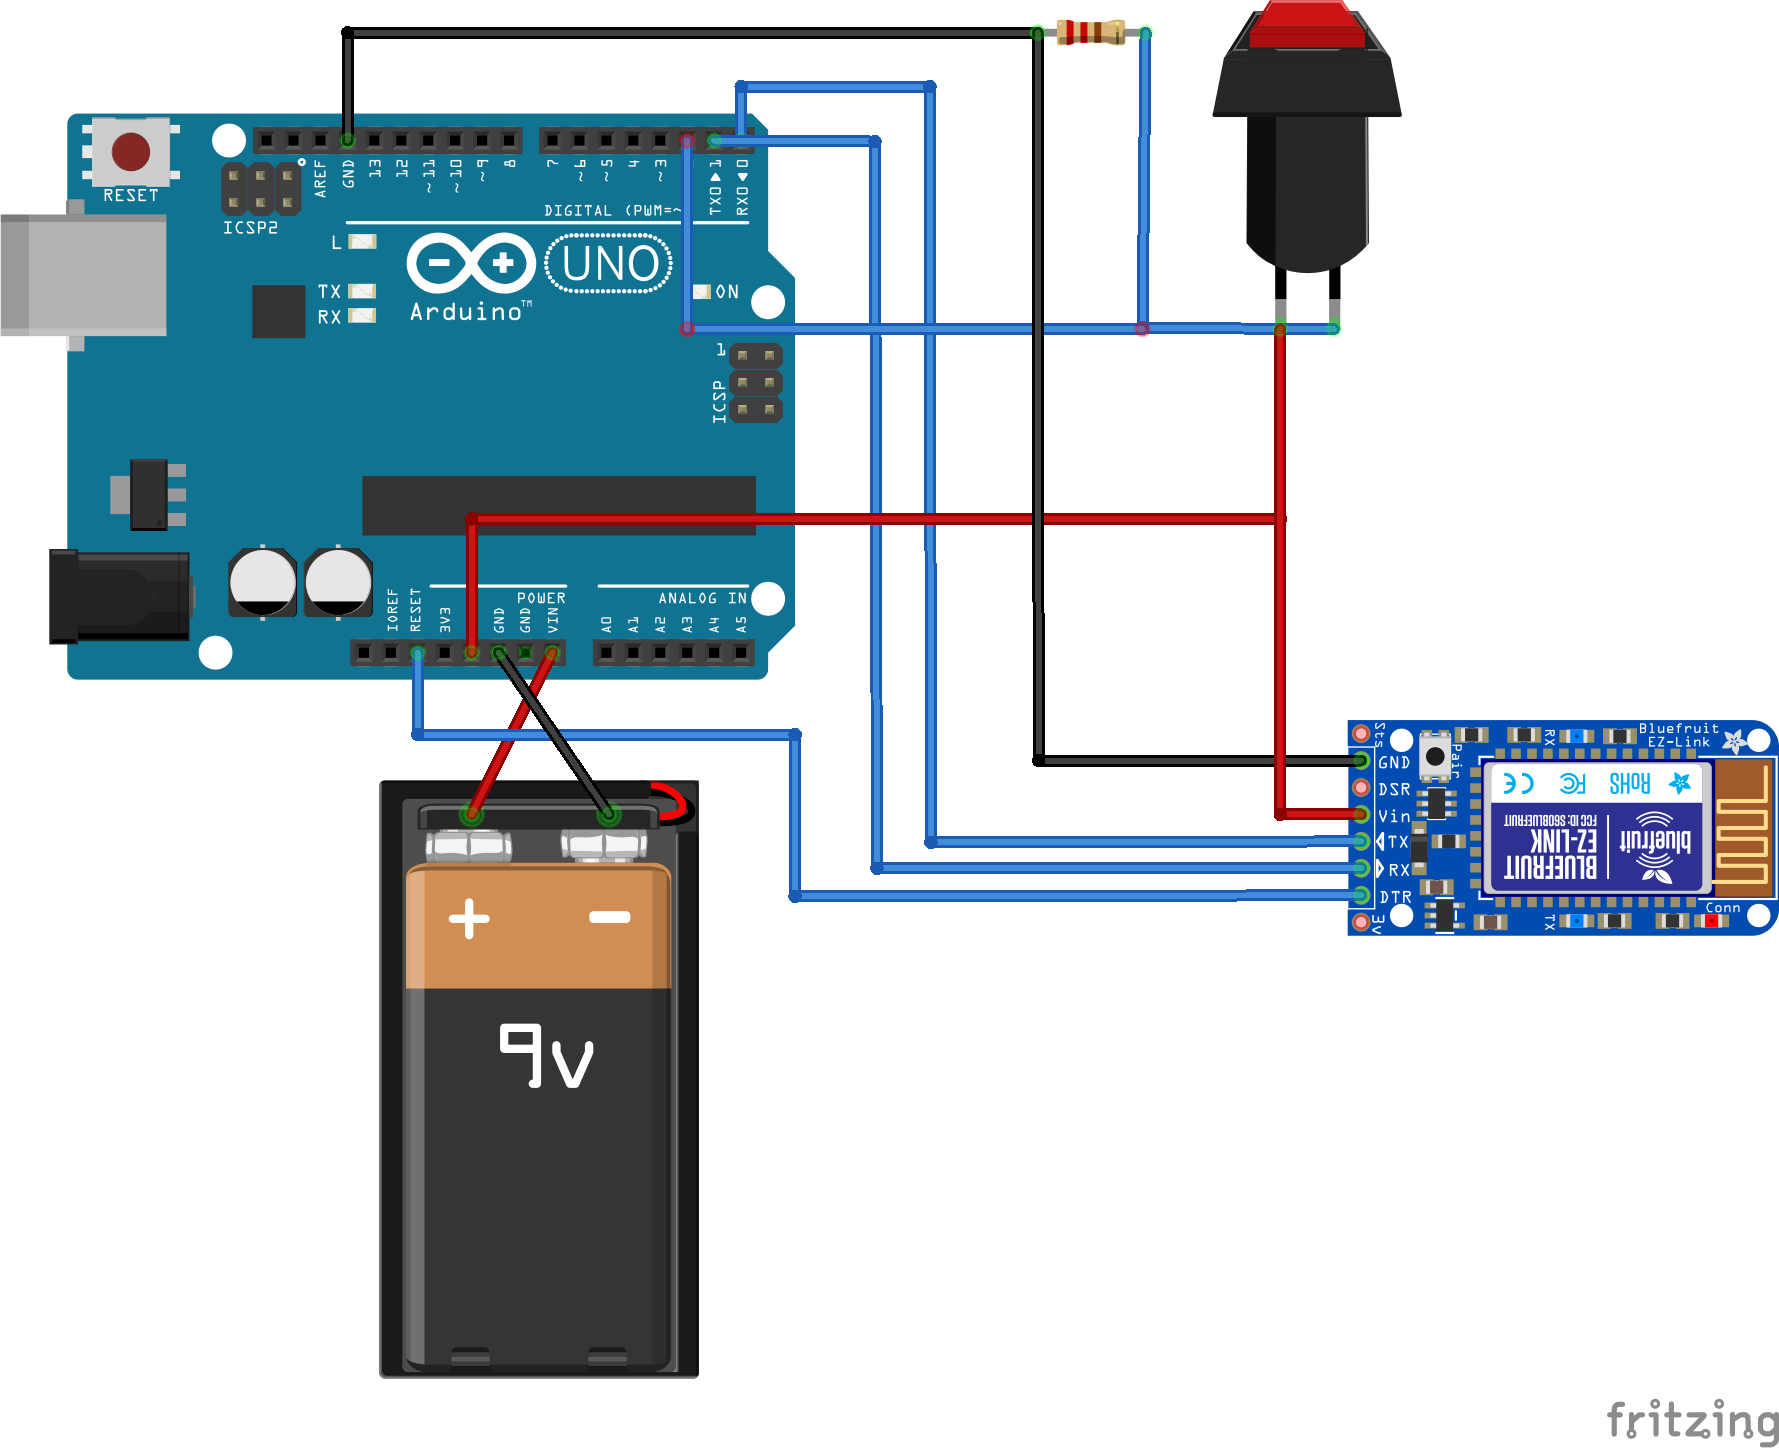 RESET
ICSP2
AREF
GND
13
12
~11
~10
~9
8
7
~6
~5
4
~3
TX0▶1
RX0◀0
DIGITAL (PWM=~
L
TX
RX
Arduino™
UNO
ON
1
ICSP
IOREF
RESET
3V3
GND
GND
VIN
POWER
ANALOG IN
A0
A1
A2
A3
A4
A5
+ −
9v
Sts
GND
DSR
Vin
TX
RX
DTR
3v
Pair
RX
Bluefruit
EZ-Link
RoHS
FC
CE
bluefruit
BLUEFRUIT
EZ-LINK
FCC ID: S60BLUEFRUIT
TX
Conn
fritzing